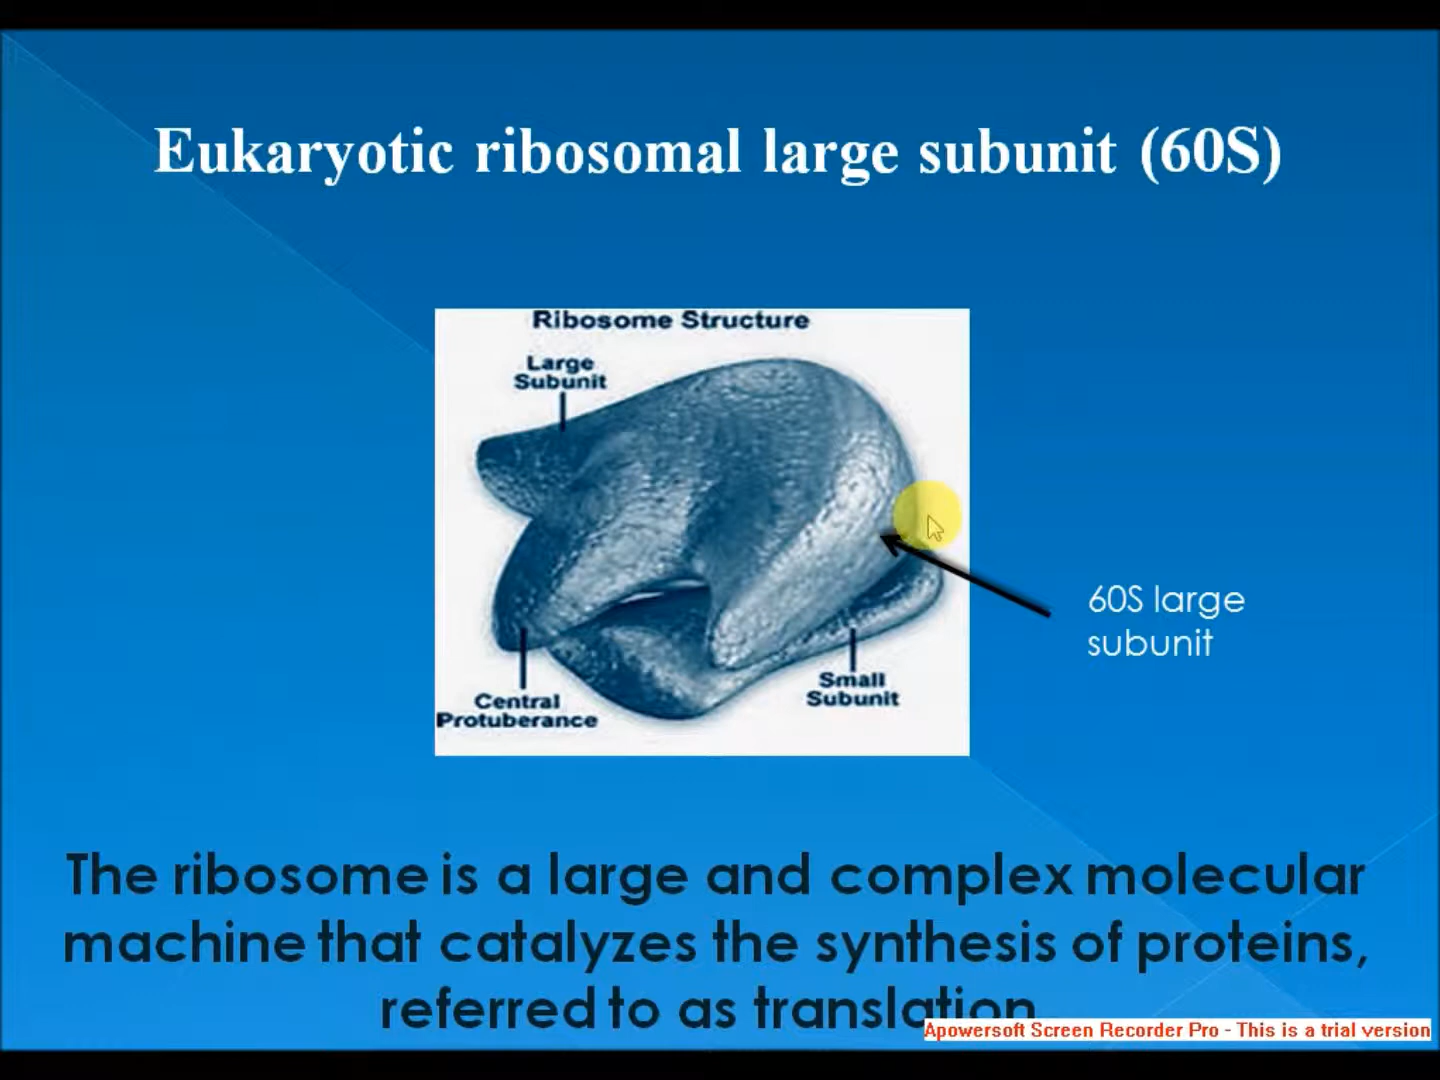 Eukaryotic ribosomal large subunit (60S)
Ribosome Structure
Large
Subunit
60S large
subunit
Small
Subunit
Central
Protuberance
The ribosome is a large and complex molecular
machine that catalyzes the synthesis of proteins,
referred to as translation
Apowersoft Screen Recorder Pro - This is a trial version